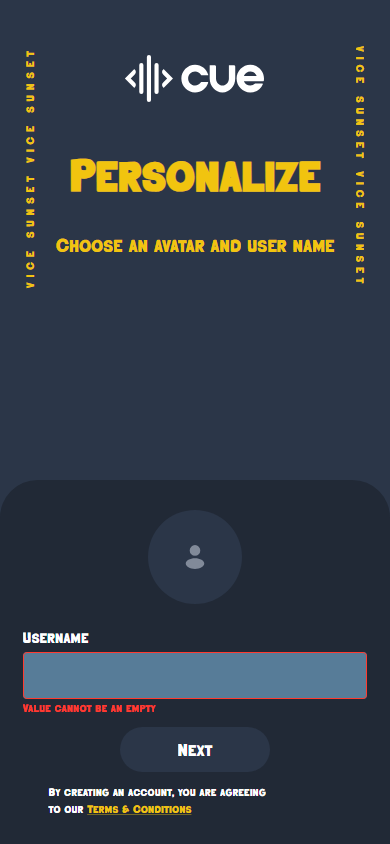 cue
VICE SUNSET VICE SUNSET
VICE SUNSET VICE SUNSET
Personalize
Choose an avatar and user name
Username
Value cannot be an empty
Next
By creating an account, you are agreeing
to our Terms & Conditions